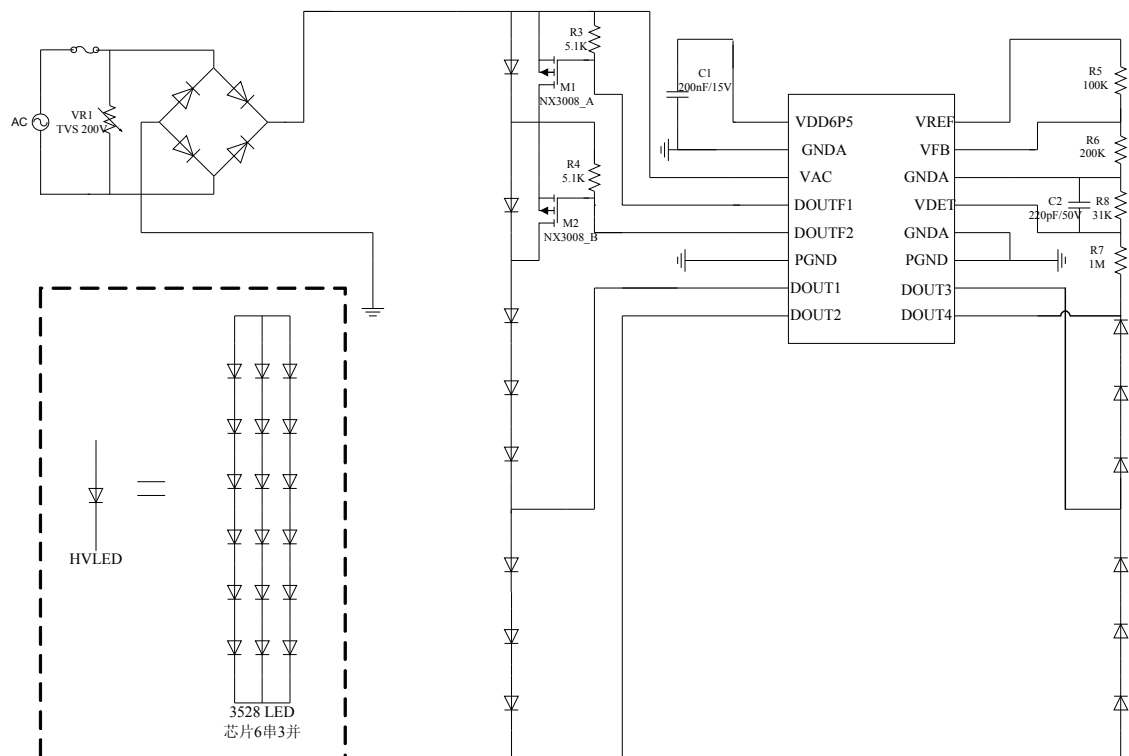 AC
VR1
TVS 200V
R3
5.1K
M1
NX3008_A
R4
5.1K
M2
NX3008_B
C1
200nF/15V
VDD6P5
GNDA
VAC
DOUTF1
DOUTF2
PGND
DOUT1
DOUT2
VREF
VFB
GNDA
VDET
GNDA
PGND
DOUT3
DOUT4
R5
100K
R6
200K
C2
220pF/50V
R8
31K
R7
1M
HVLED
3528 LED
芯片6串3并